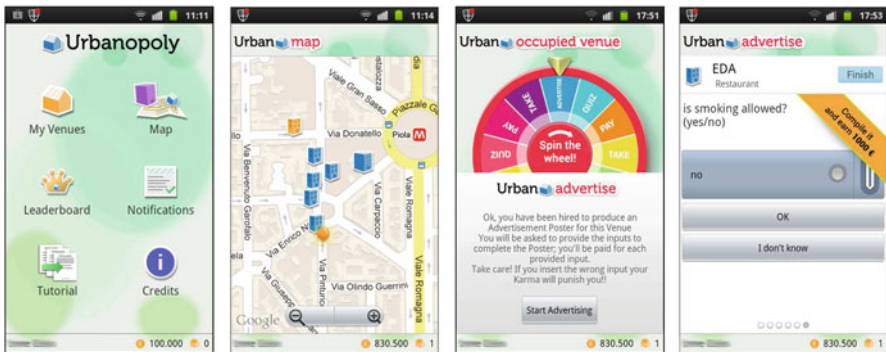 11:11
Urbanopoly
My Venues
Map
Leaderboard
Notifications
Tutorial
Credits
100.000
0
11:14
Urban map
Viale Gran Sasso
Piazzale
Via Donatello
Piola M
Via Benvenuto Garofalo
Via Carpaccio
Viale Romagna
Via Enrico N
Via Pinturic
Via Giusepp
Via Olindo Guerrini
Viale Romagna
Google
830.500
1
17:51
Urban occupied venue
QUIZ
PAY
TAKE
ADVERTISE
QUIZ
PAY
TAKE
Spin the
wheel!
Urban advertise
Ok, you have been hired to produce an
Advertisement Poster for this Venue
You will be asked to provide the inputs to
complete the Poster; you'll be paid for each
provided input.
Take care! If you insert the wrong input your
Karma will punish you!!
Start Advertising
830.500
1
17:53
Urban advertise
EDA
Restaurant
Finish
is smoking allowed?
(yes/no)
Compile it
and earn 1000 €
no
OK
I don't know
830.500
1